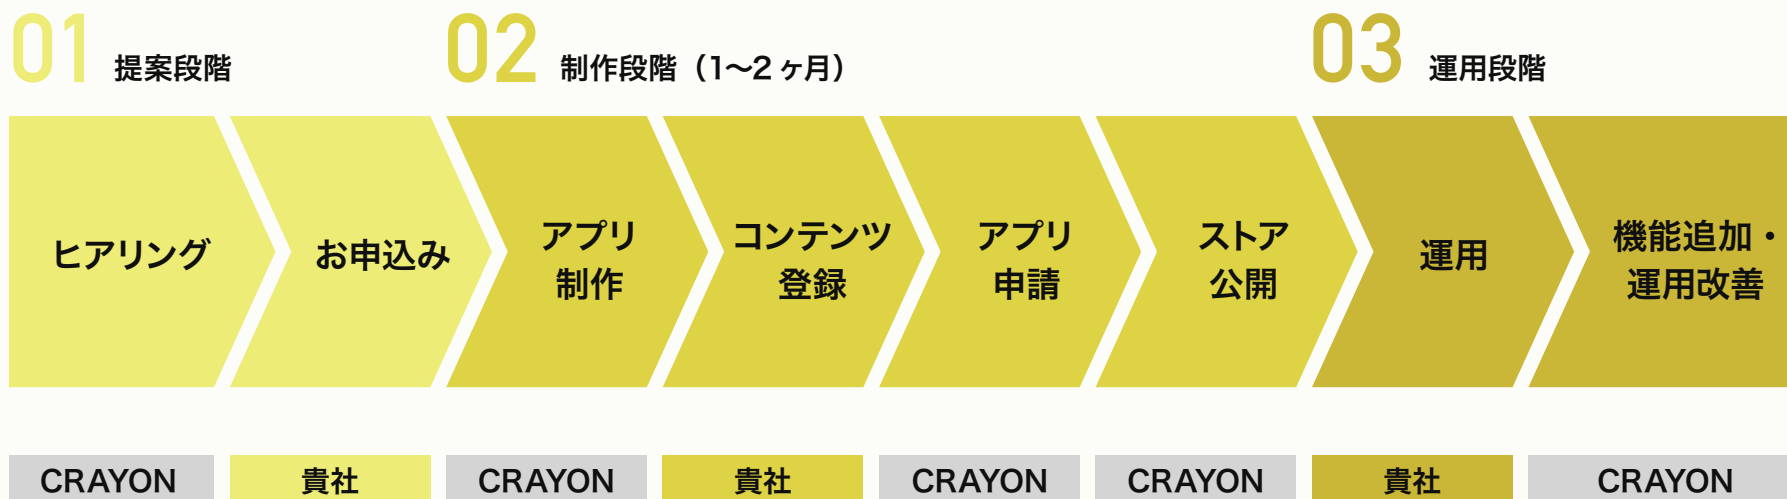 01 提案段階
02 制作段階（1〜2ヶ月）
03 運用段階
ヒアリング
お申込み
アプリ
制作
コンテンツ
登録
アプリ
申請
ストア
公開
運用
機能追加・
運用改善
CRAYON
貴社
CRAYON
貴社
CRAYON
CRAYON
貴社
CRAYON